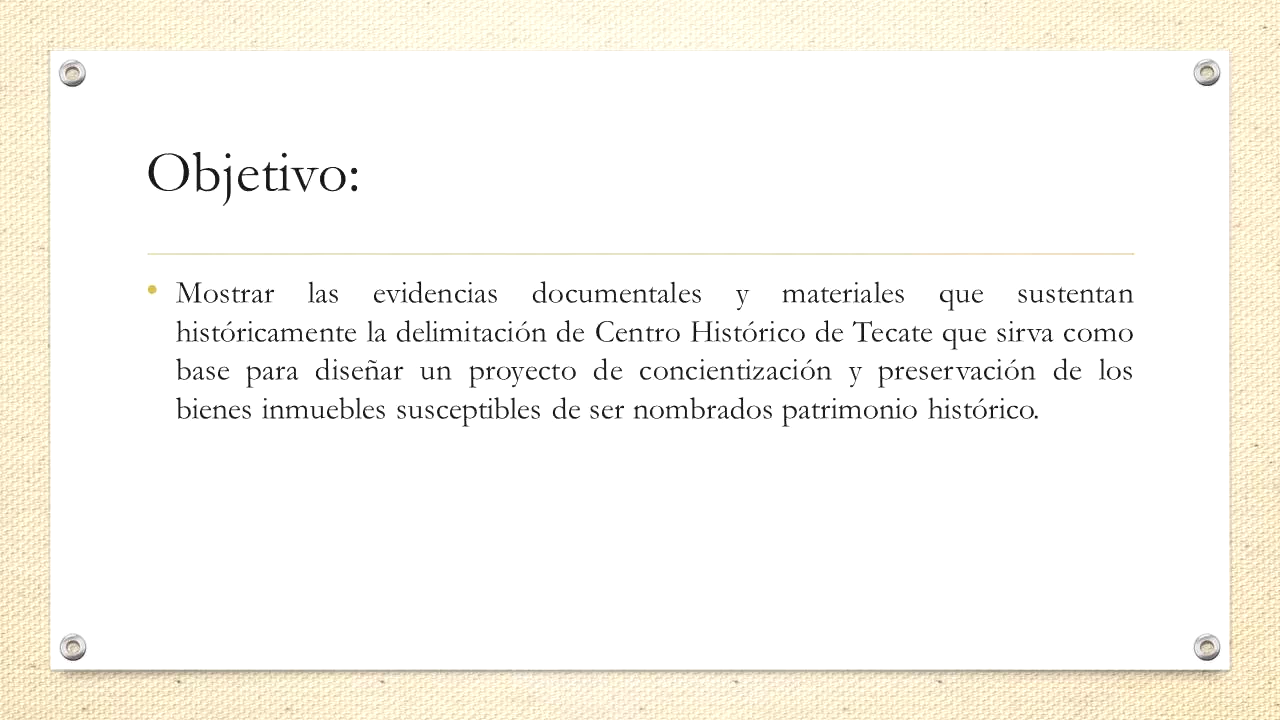 Objetivo:
• Mostrar las evidencias documentales y materiales que sustentan
históricamente la delimitación de Centro Histórico de Tecate que sirva como
base para diseñar un proyecto de concientización y preservación de los
bienes inmuebles susceptibles de ser nombrados patrimonio histórico.